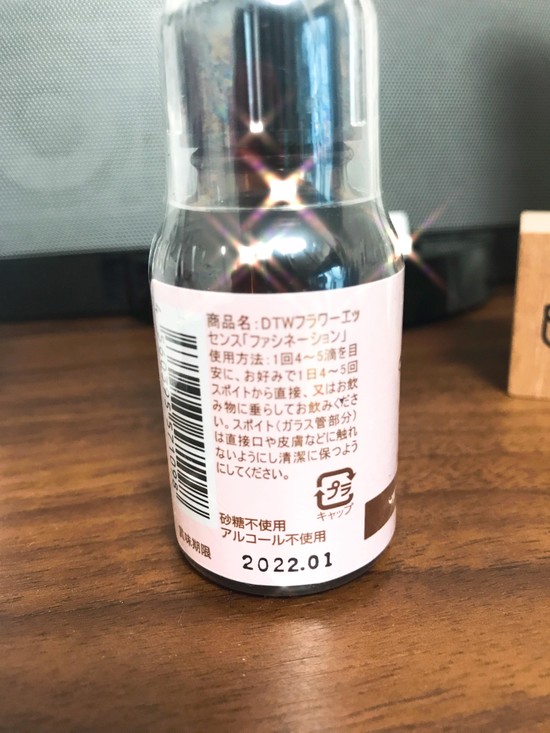 商品名:DTWフラワーエッ
センス「ファシネーション」
使用方法:1回4〜5滴を目
安に、お好みで1日4〜5回
スポイトから直接、又はお飲
み物に垂らしてお飲みくださ
い。スポイト(ガラス管部分)
は直接口や皮膚などに触れ
ないようにし清潔に保つよう
にしてください。
プラ
キャップ
砂糖不使用
アルコール不使用
賞味期限
2022.01